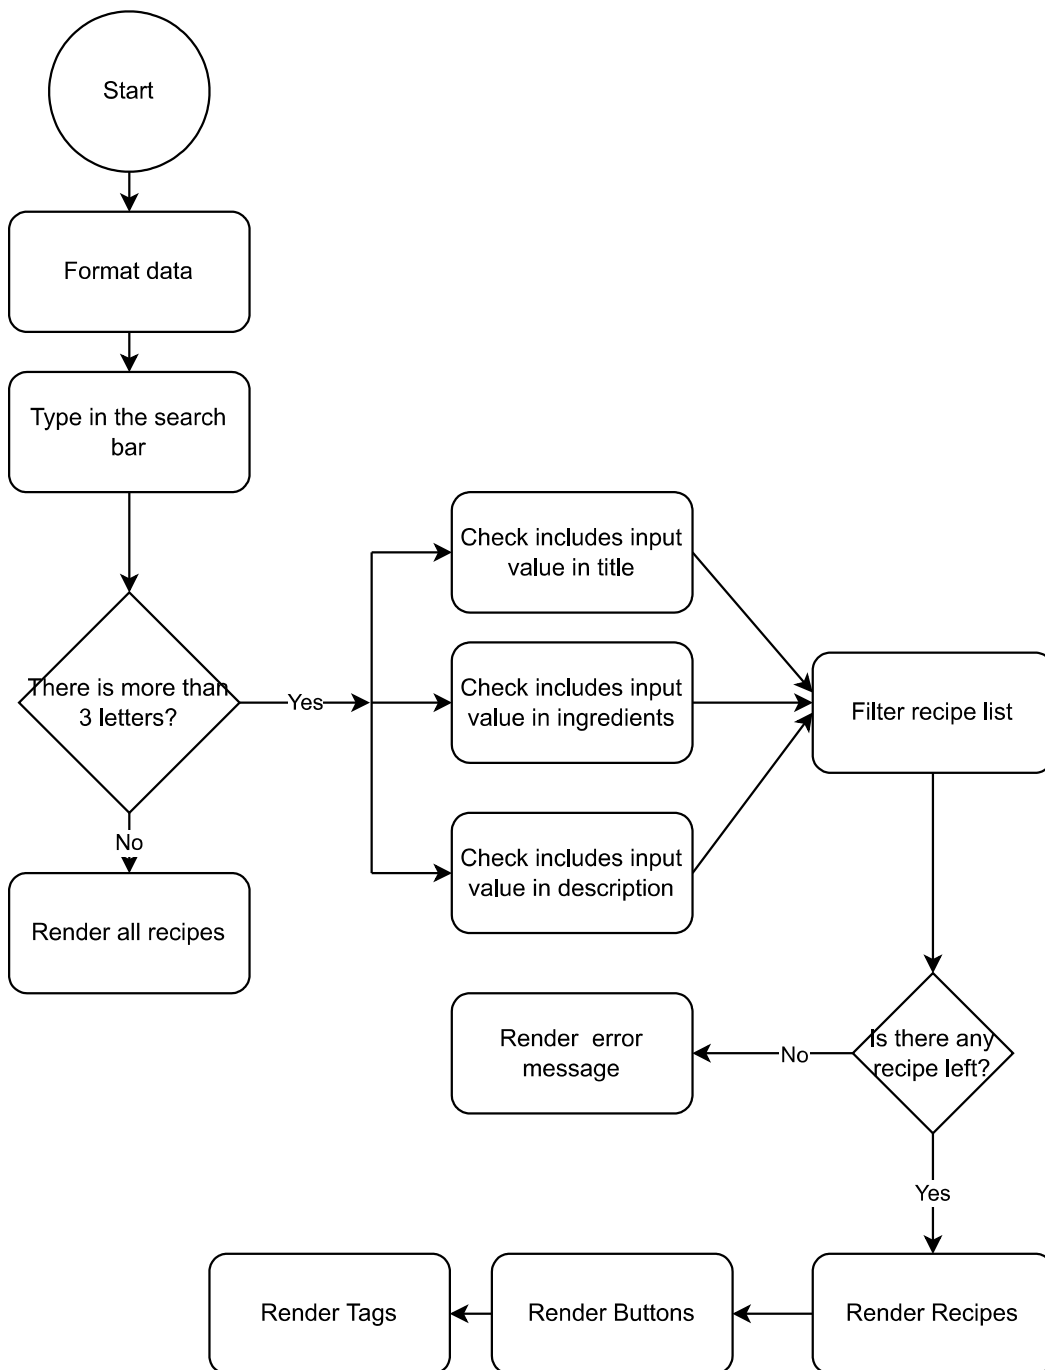 Start
Format data
Type in the search
bar
There is more than
3 letters?
Yes
No
Render all recipes
Check includes input
value in title
Check includes input
value in ingredients
Check includes input
value in description
Filter recipe list
Is there any
recipe left?
No
Render  error
message
Yes
Render Recipes
Render Buttons
Render Tags